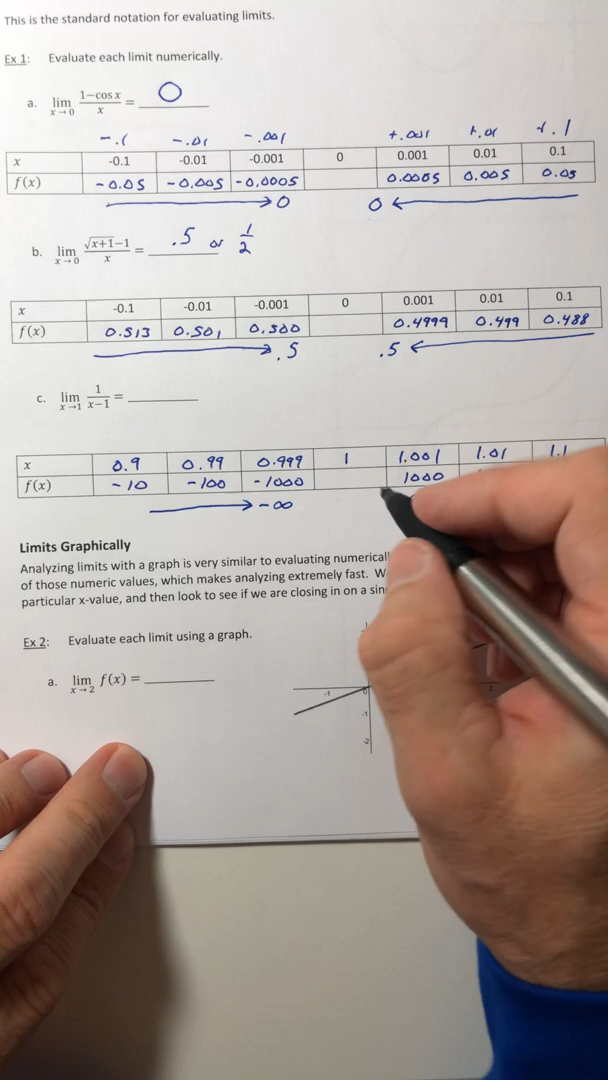 This is the standard notation for evaluating limits.
Ex 1: Evaluate each limit numerically.
a. lim x→0 (1−cos x)/x = 0
-.1 -.01 -.001 +.001 +.01 +.1
x -0.1 -0.01 -0.001 0 0.001 0.01 0.1
f(x) -0.05 -0.005 -0.0005 0.0005 0.005 0.05
→0 0←
b. lim x→0 (√x+1−1)/x = .5 or 1/2
x -0.1 -0.01 -0.001 0 0.001 0.01 0.1
f(x) 0.513 0.501 0.500 0.4999 0.499 0.488
→.5 .5←
c. lim x→1 1/(x−1) =
x 0.9 0.99 0.999 1 1.001 1.01 1.1
f(x) -10 -100 -1000 1000
→-∞
Limits Graphically
Analyzing limits with a graph is very similar to evaluating
of those numeric values, which makes analyzing extremely fast.
particular x-value, and then look to see if we are closing in on a
Ex 2: Evaluate each limit using a graph.
a. lim x→2 f(x) =
-1 0
-1
-2